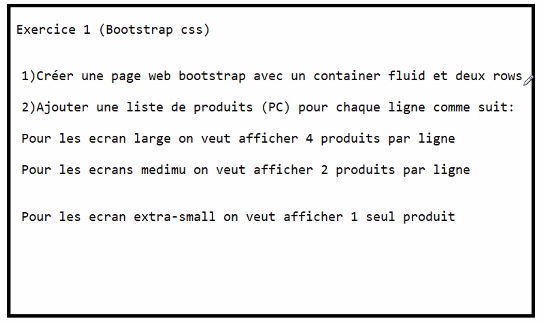 Exercice 1 (Bootstrap css)
1)Créer une page web bootstrap avec un container fluid et deux rows
2)Ajouter une liste de produits (PC) pour chaque ligne comme suit:
Pour les ecran large on veut afficher 4 produits par ligne
Pour les ecrans medimu on veut afficher 2 produits par ligne
Pour les ecran extra-small on veut afficher 1 seul produit